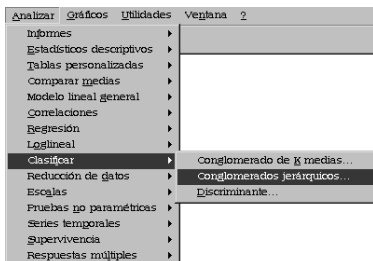 Analizar Gráficos Utilidades Ventana ?
Informes
Estadísticos descriptivos
Tablas personalizadas
Comparar medias
Modelo lineal general
Correlaciones
Regresión
Loglineal
Clasificar
Conglomerado de K medias...
Reducción de datos
Conglomerados jerárquicos...
Escalas
Discriminante...
Pruebas no paramétricas
Series temporales
Supervivencia
Respuestas múltiples